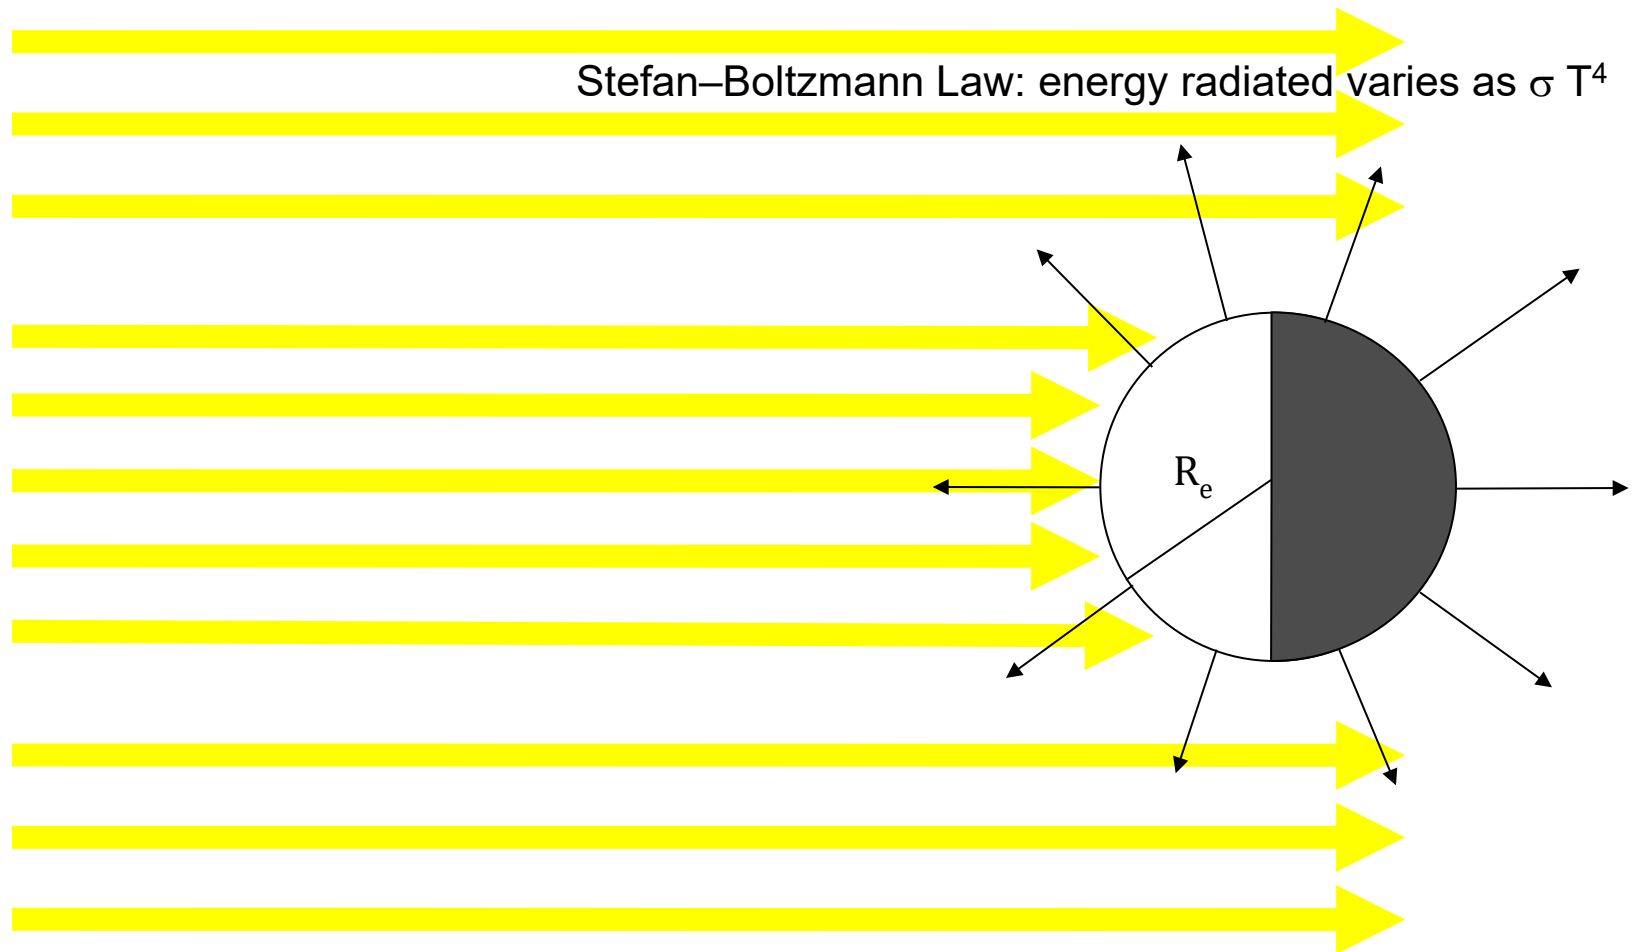 Stefan–Boltzmann Law: energy radiated varies as σ T⁴
Rₑ